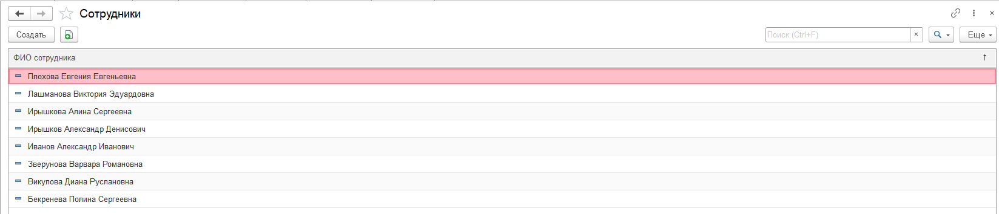 Сотрудники
Создать
Поиск (Ctrl+F)
Еще
ФИО сотрудника
Плохова Евгения Евгеньевна
Лашманова Виктория Эдуардовна
Ирышкова Алина Сергеевна
Ирышков Александр Денисович
Иванов Александр Иванович
Зверунова Варвара Романовна
Викулова Диана Руслановна
Бекренева Полина Сергеевна